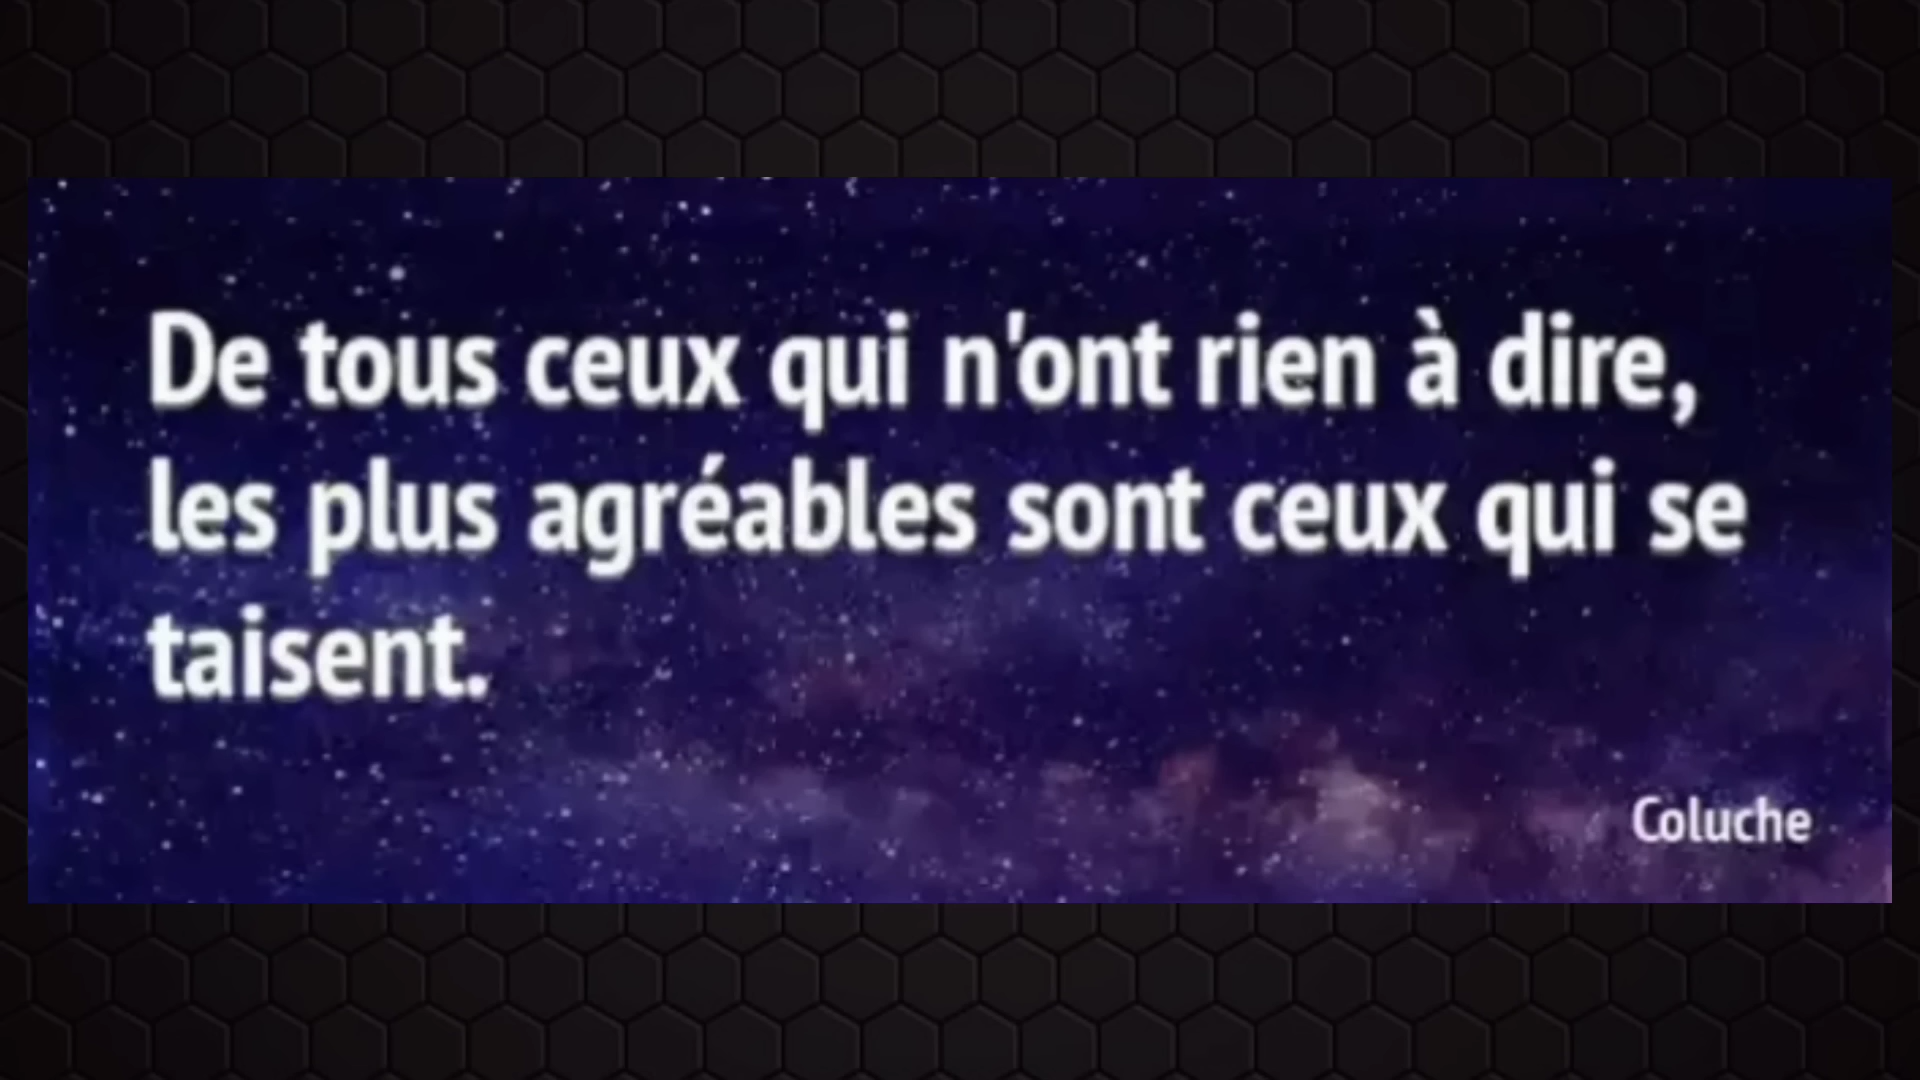 De tous ceux qui n'ont rien à dire,
les plus agréables sont ceux qui se
taisent.
Coluche